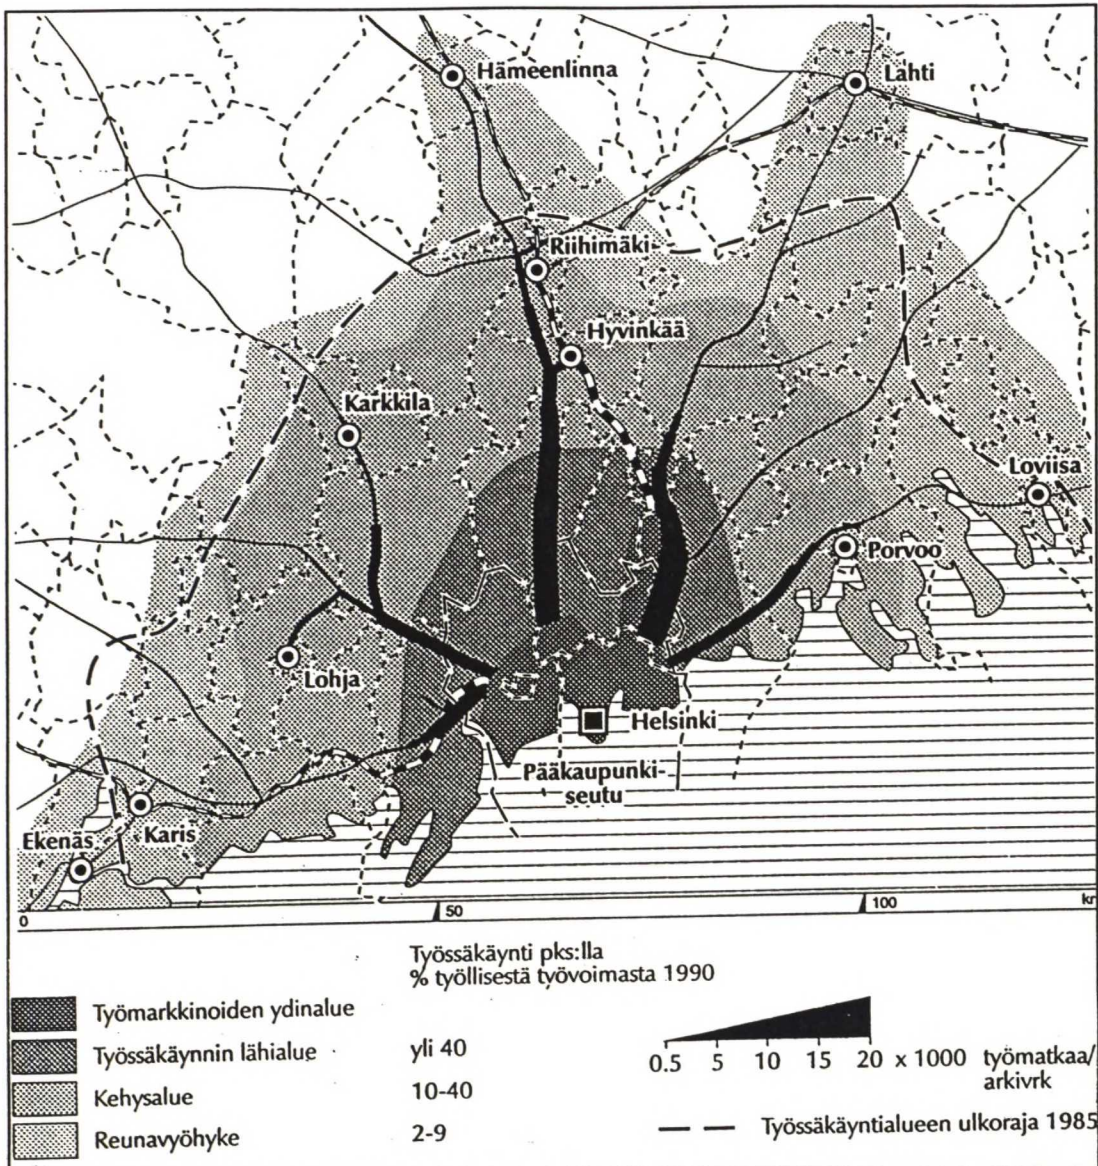 Hämeenlinna
Lahti
Riihimäki
Hyvinkää
Karkkila
Loviisa
Porvoo
Lohja
Helsinki
Pääkaupunki-
seutu
Ekenäs
Karis
0 50 100 km
Työssäkäynti pks:lla
% työllisestä työvoimasta 1990
Työmarkkinoiden ydinalue
Työssäkäynnin lähialue yli 40
Kehysalue 10-40
Reunavyöhyke 2-9
0.5 5 10 15 20 x 1000 työmatkaa/
arkivrk
Työssäkäyntialueen ulkoraja 1985